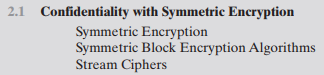 2.1 Confidentiality with Symmetric Encryption
Symmetric Encryption
Symmetric Block Encryption Algorithms
Stream Ciphers